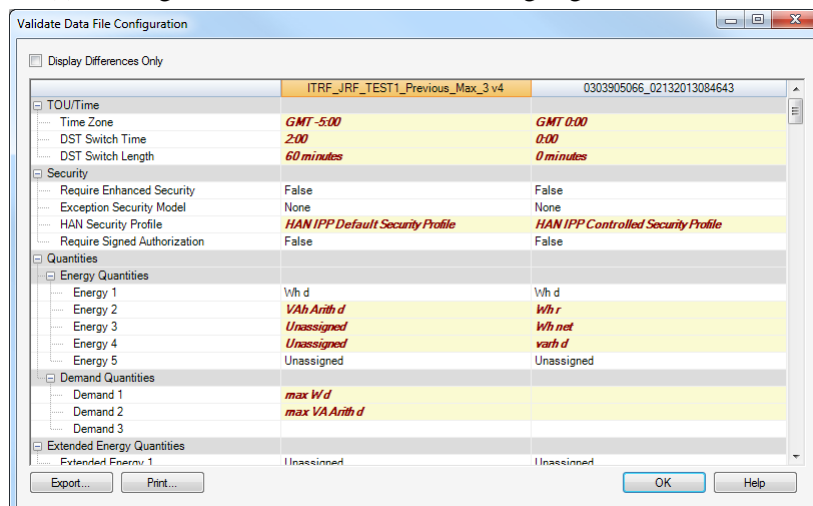 Validate Data File Configuration
Display Differences Only
ITRF_JRF_TEST1_Previous_Max_3 v4 0303905066_02132013084643
TOU/Time
Time Zone GMT -5:00 GMT 0:00
DST Switch Time 2:00 0:00
DST Switch Length 60 minutes 0 minutes
Security
Require Enhanced Security False False
Exception Security Model None None
HAN Security Profile HAN IPP Default Security Profile HAN IPP Controlled Security Profile
Require Signed Authorization False False
Quantities
Energy Quantities
Energy 1 Wh d Wh d
Energy 2 VAh Arith d Wh r
Energy 3 Unassigned Wh net
Energy 4 Unassigned varh d
Energy 5 Unassigned Unassigned
Demand Quantities
Demand 1 max W d
Demand 2 max VA Arith d
Demand 3
Extended Energy Quantities
Extended Energy 1 Unassigned Unassigned
Export... Print... OK Help